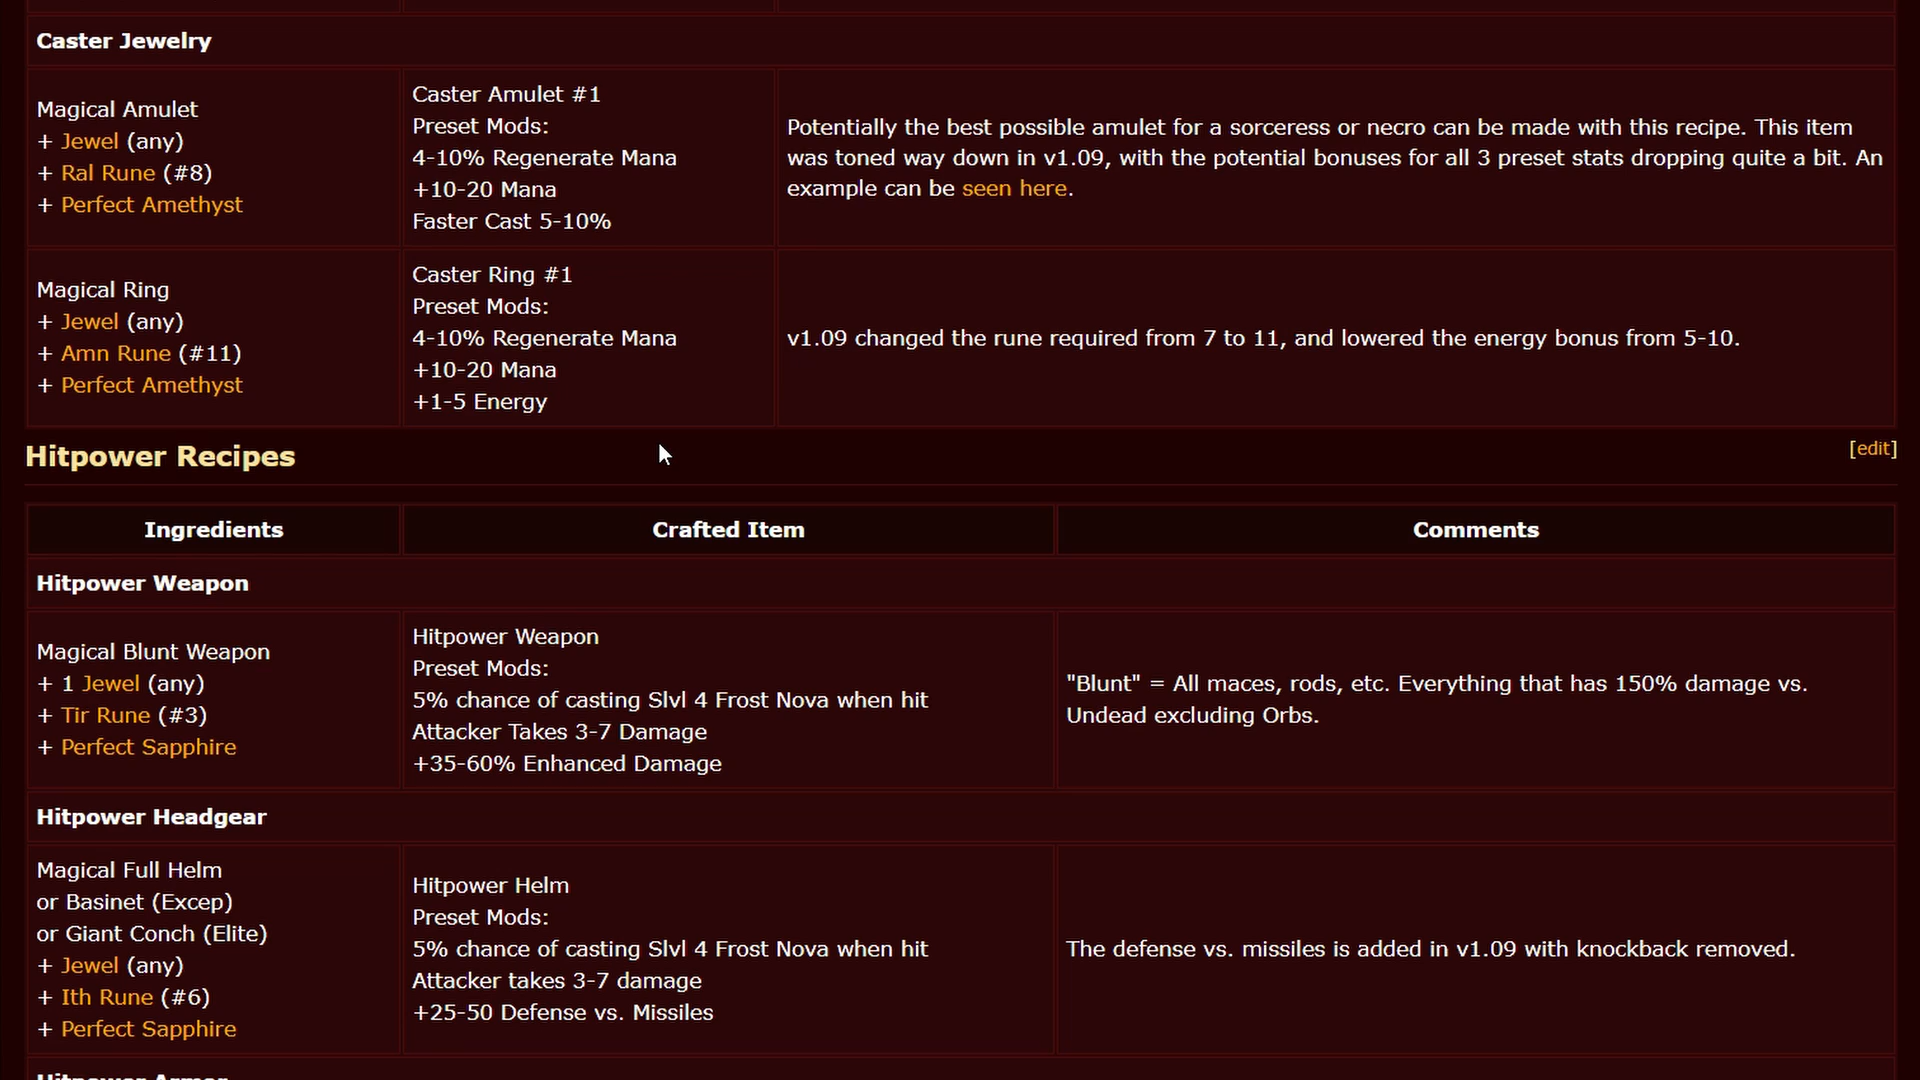 Caster Jewelry
Magical Amulet
+ Jewel (any)
+ Ral Rune (#8)
+ Perfect Amethyst
Caster Amulet #1
Preset Mods:
4-10% Regenerate Mana
+10-20 Mana
Faster Cast 5-10%
Potentially the best possible amulet for a sorceress or necro can be made with this recipe. This item
was toned way down in v1.09, with the potential bonuses for all 3 preset stats dropping quite a bit. An
example can be seen here.
Magical Ring
+ Jewel (any)
+ Amn Rune (#11)
+ Perfect Amethyst
Caster Ring #1
Preset Mods:
4-10% Regenerate Mana
+10-20 Mana
+1-5 Energy
v1.09 changed the rune required from 7 to 11, and lowered the energy bonus from 5-10.
Hitpower Recipes
[edit]
Ingredients
Crafted Item
Comments
Hitpower Weapon
Magical Blunt Weapon
+ 1 Jewel (any)
+ Tir Rune (#3)
+ Perfect Sapphire
Hitpower Weapon
Preset Mods:
5% chance of casting Slvl 4 Frost Nova when hit
Attacker Takes 3-7 Damage
+35-60% Enhanced Damage
"Blunt" = All maces, rods, etc. Everything that has 150% damage vs.
Undead excluding Orbs.
Hitpower Headgear
Magical Full Helm
or Basinet (Excep)
or Giant Conch (Elite)
+ Jewel (any)
+ Ith Rune (#6)
+ Perfect Sapphire
Hitpower Helm
Preset Mods:
5% chance of casting Slvl 4 Frost Nova when hit
Attacker takes 3-7 damage
+25-50 Defense vs. Missiles
The defense vs. missiles is added in v1.09 with knockback removed.
Hitpower Armor